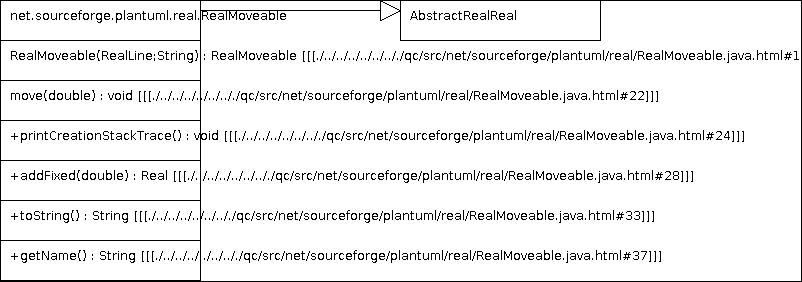 net.sourceforge.plantuml.real.RealMoveable
AbstractRealReal
RealMoveable(RealLine;String) : RealMoveable [[[./../../../../../../../qc/src/net/sourceforge/plantuml/real/RealMoveable.java.html#1
move(double) : void [[[./../../../../../../../qc/src/net/sourceforge/plantuml/real/RealMoveable.java.html#22]]]
+printCreationStackTrace() : void [[[./../../../../../../../qc/src/net/sourceforge/plantuml/real/RealMoveable.java.html#24]]]
+addFixed(double) : Real [[[./../../../../../../../qc/src/net/sourceforge/plantuml/real/RealMoveable.java.html#28]]]
+toString() : String [[[./../../../../../../../qc/src/net/sourceforge/plantuml/real/RealMoveable.java.html#33]]]
+getName() : String [[[./../../../../../../../qc/src/net/sourceforge/plantuml/real/RealMoveable.java.html#37]]]